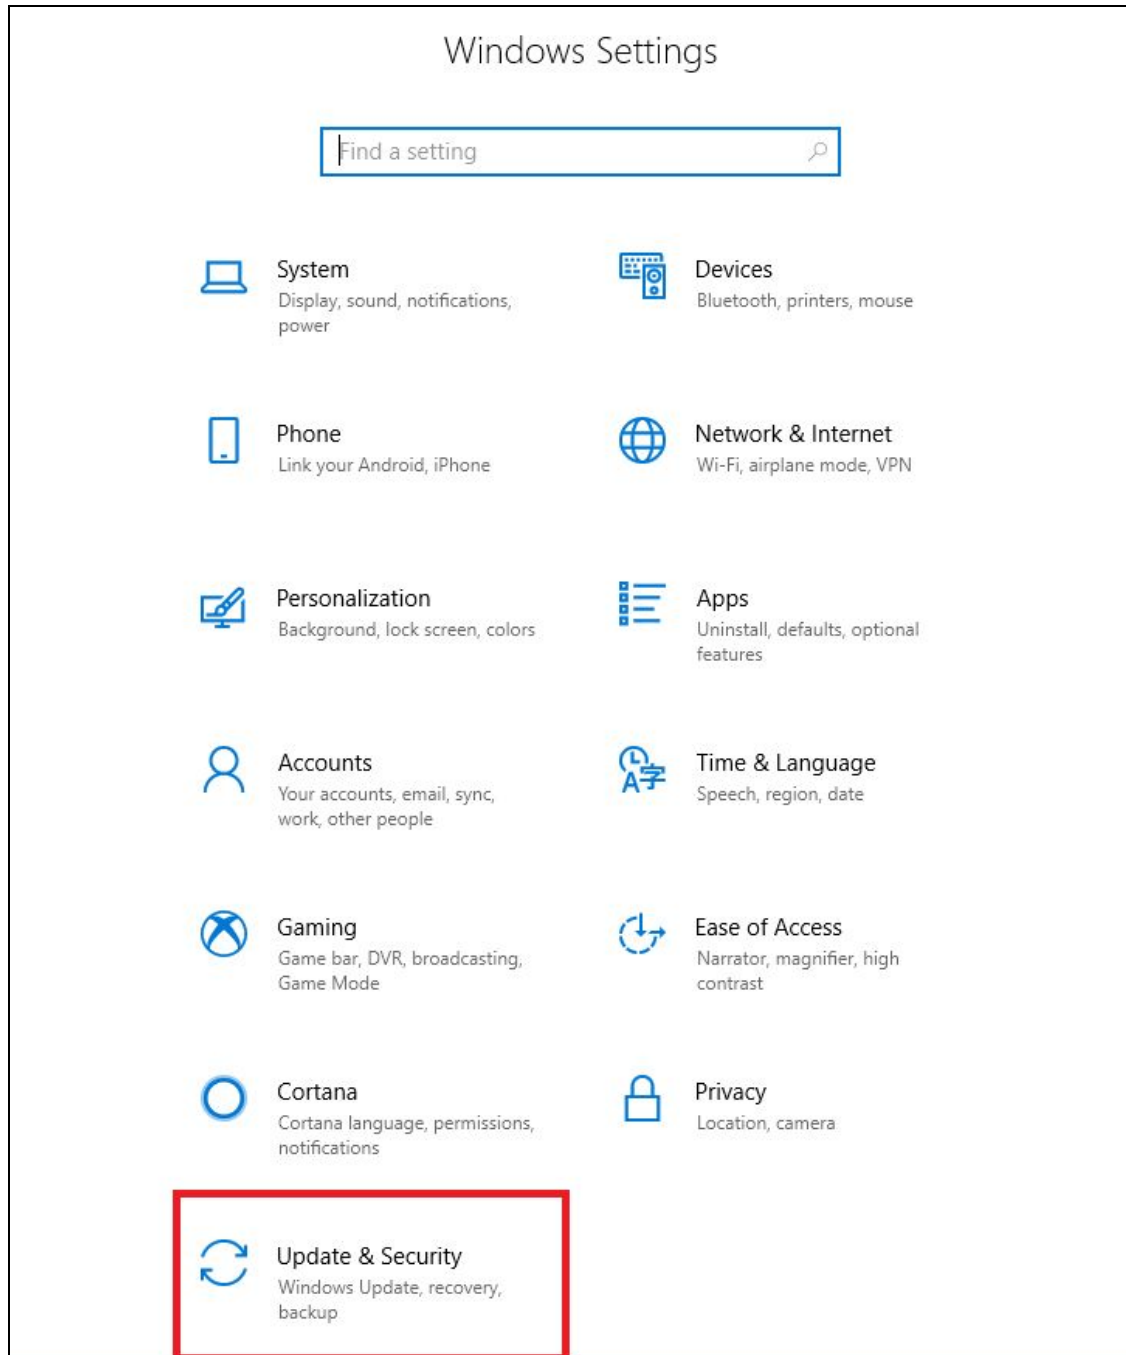 Windows Settings
Find a setting
System
Display, sound, notifications,
power
Devices
Bluetooth, printers, mouse
Phone
Link your Android, iPhone
Network & Internet
Wi-Fi, airplane mode, VPN
Personalization
Background, lock screen, colors
Apps
Uninstall, defaults, optional
features
Accounts
Your accounts, email, sync,
work, other people
A字
Time & Language
Speech, region, date
Gaming
Game bar, DVR, broadcasting,
Game Mode
Ease of Access
Narrator, magnifier, high
contrast
Cortana
Cortana language, permissions,
notifications
Privacy
Location, camera
Update & Security
Windows Update, recovery,
backup